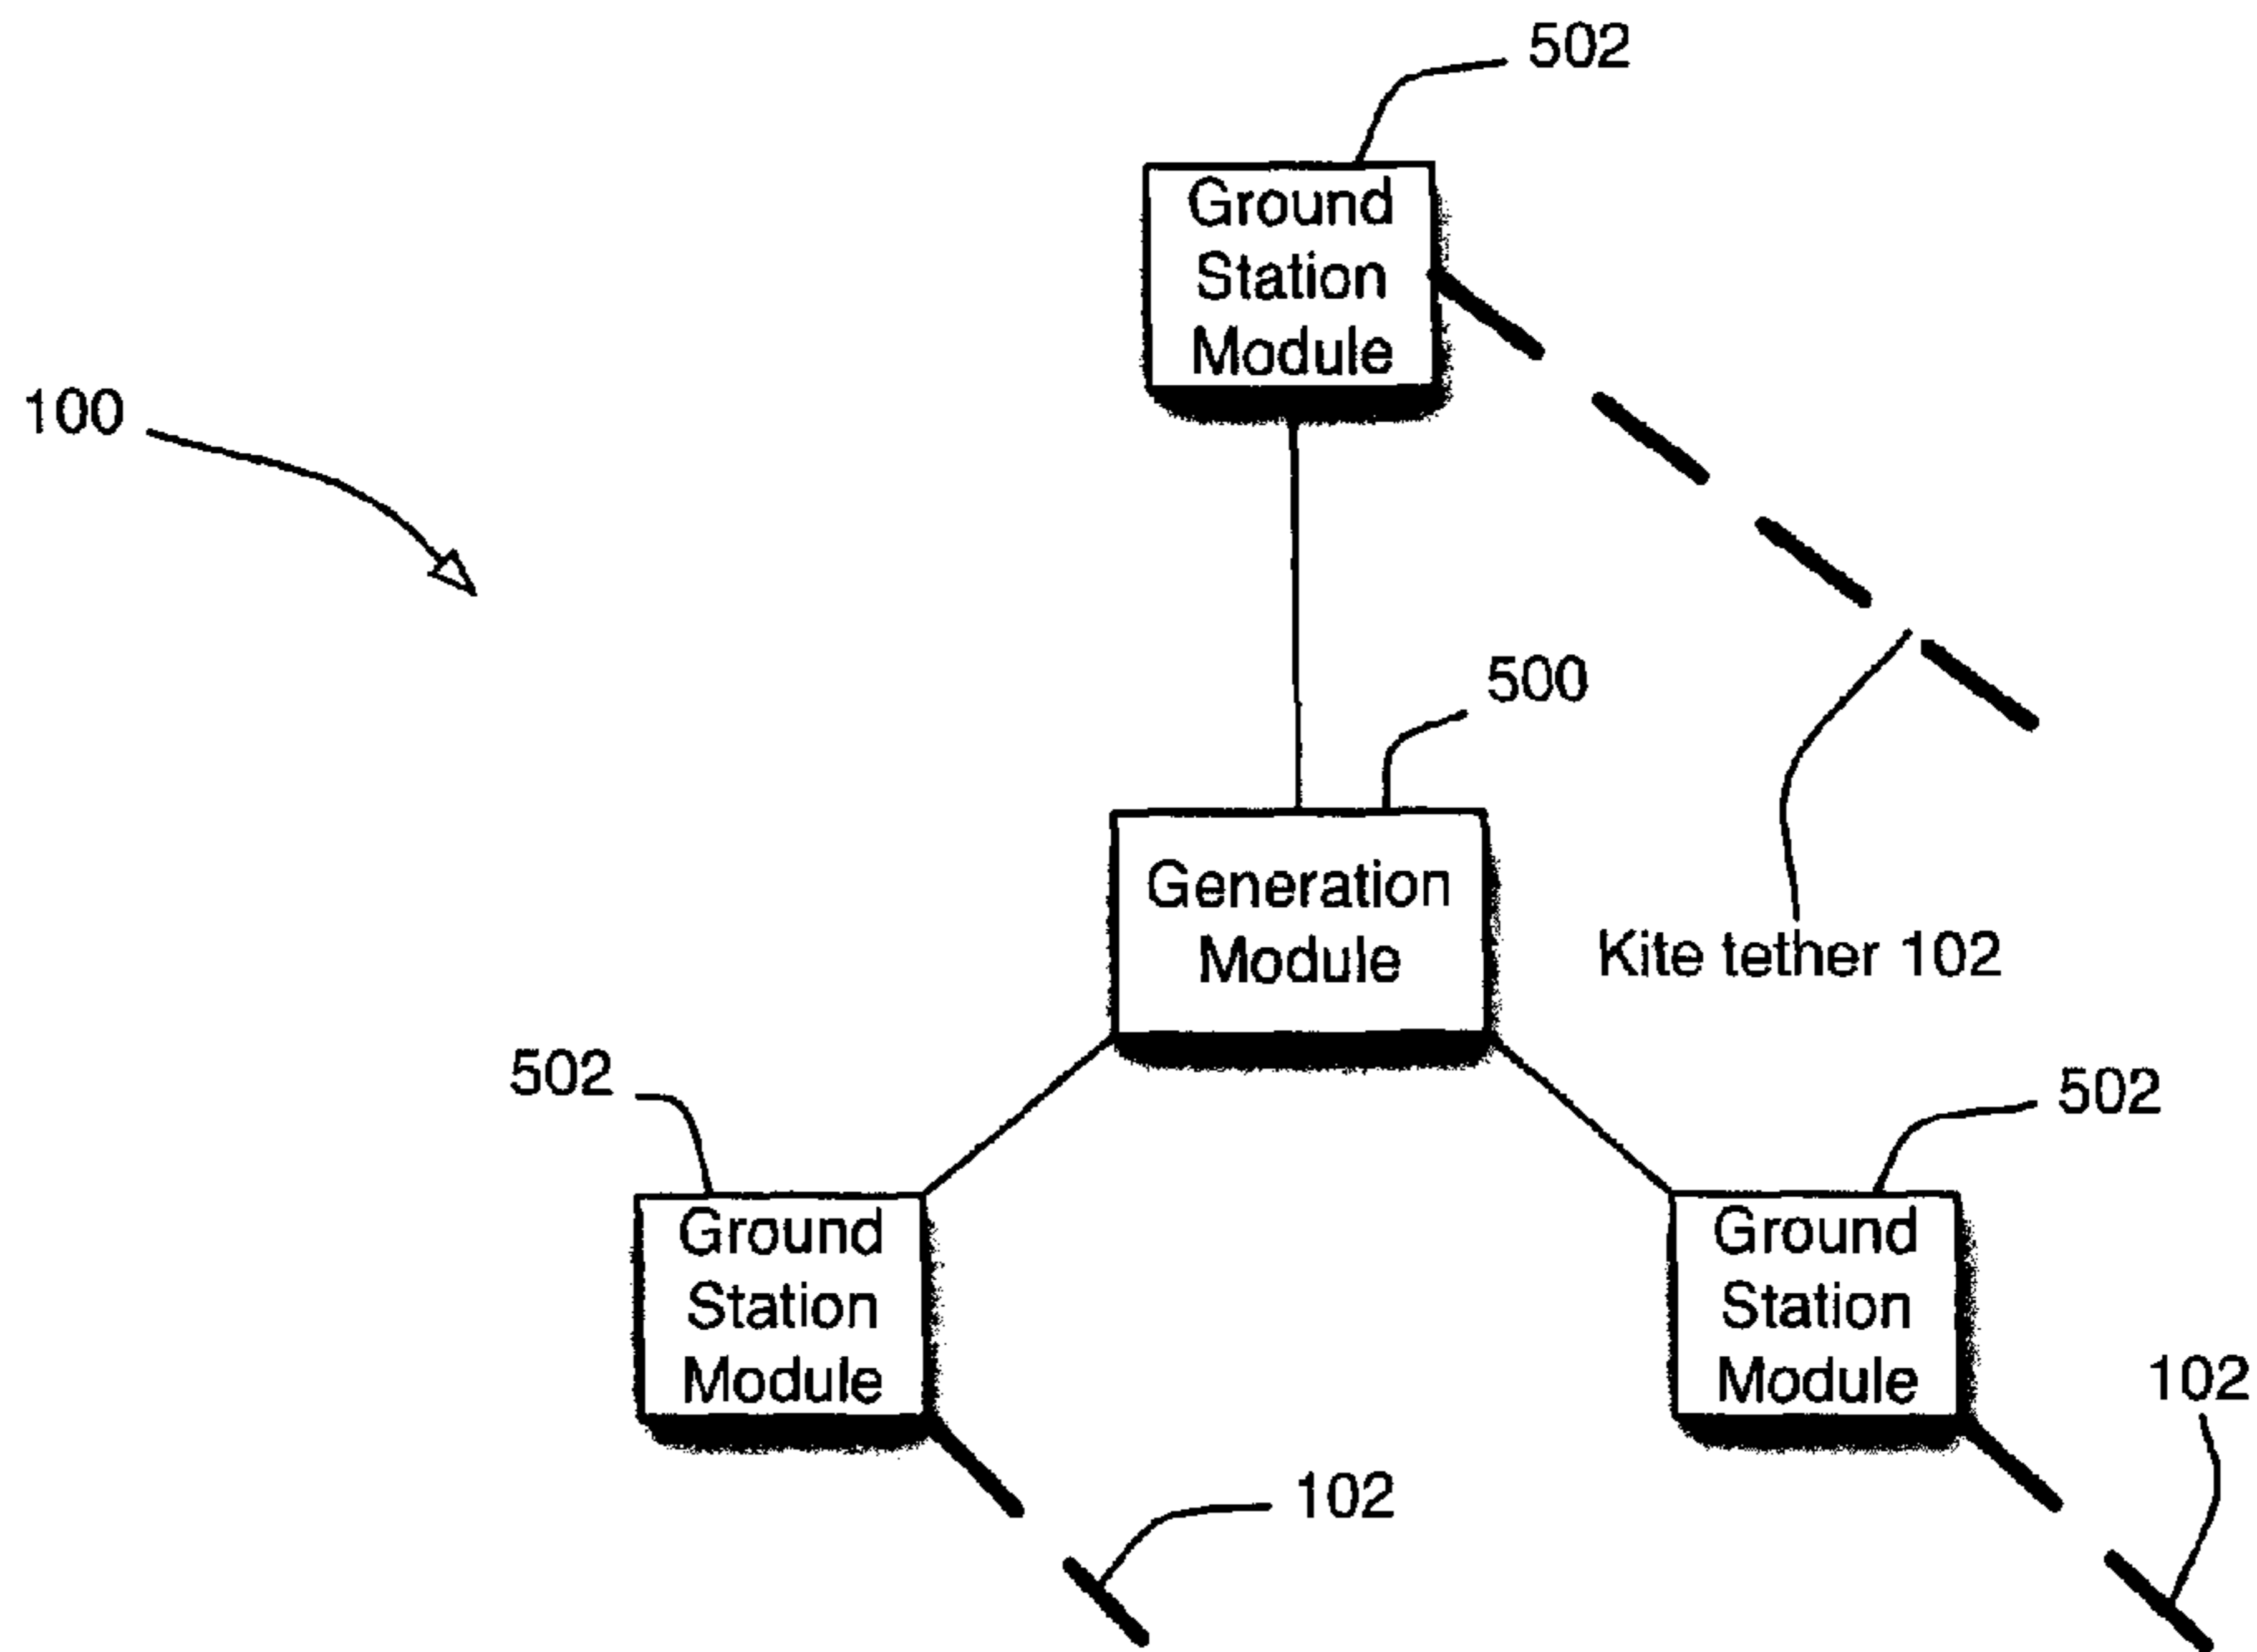 502
Ground
Station
Module
100
500
Generation
Module
Kite tether 102
502
502
Ground
Station
Module
Ground
Station
Module
102
102